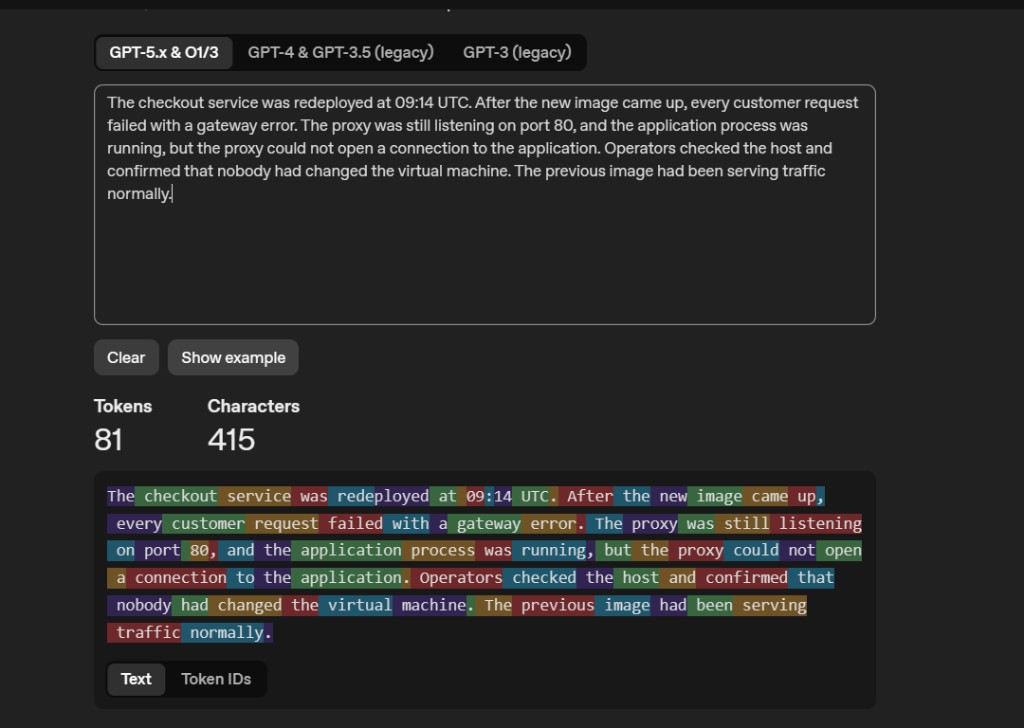 GPT-5.x & O1/3 GPT-4 & GPT-3.5 (legacy) GPT-3 (legacy)
The checkout service was redeployed at 09:14 UTC. After the new image came up, every customer request
failed with a gateway error. The proxy was still listening on port 80, and the application process was
running, but the proxy could not open a connection to the application. Operators checked the host and
confirmed that nobody had changed the virtual machine. The previous image had been serving traffic
normally.
Clear Show example
Tokens Characters
81 415
The checkout service was redeployed at 09:14 UTC. After the new image came up,
every customer request failed with a gateway error. The proxy was still listening
on port 80, and the application process was running, but the proxy could not open
a connection to the application. Operators checked the host and confirmed that
nobody had changed the virtual machine. The previous image had been serving
traffic normally.
Text Token IDs